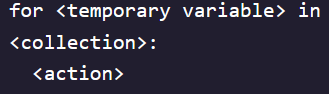 for <temporary variable> in
<collection>:
  <action>